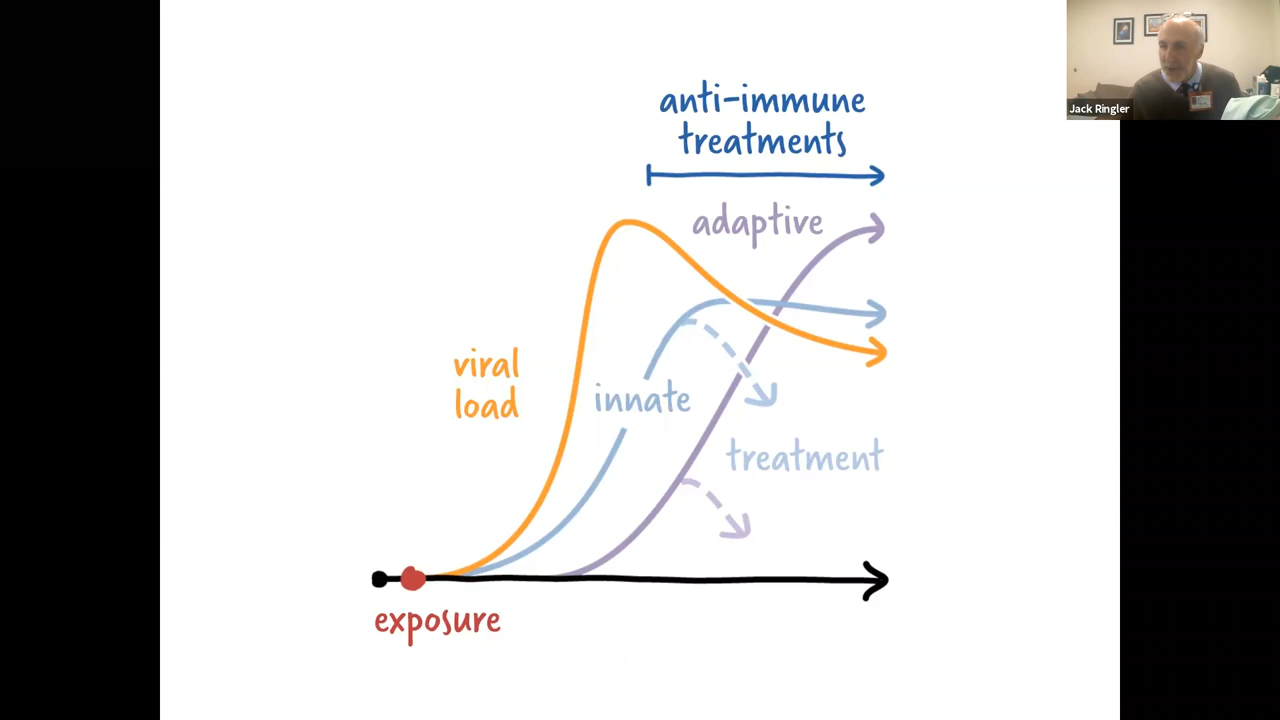 anti-immune
treatments
Jack Ringler
adaptive
viral
load
innate
treatment
exposure